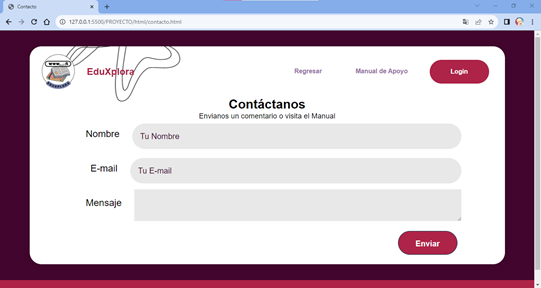 Contacto
127.0.0.1:5500/PROYECTO/html/contacto.html
EduXplora
Regresar
Manual de Apoyo
Login
Contáctanos
Envianos un comentario o visita el Manual
Nombre
Tu Nombre
E-mail
Tu E-mail
Mensaje
Enviar